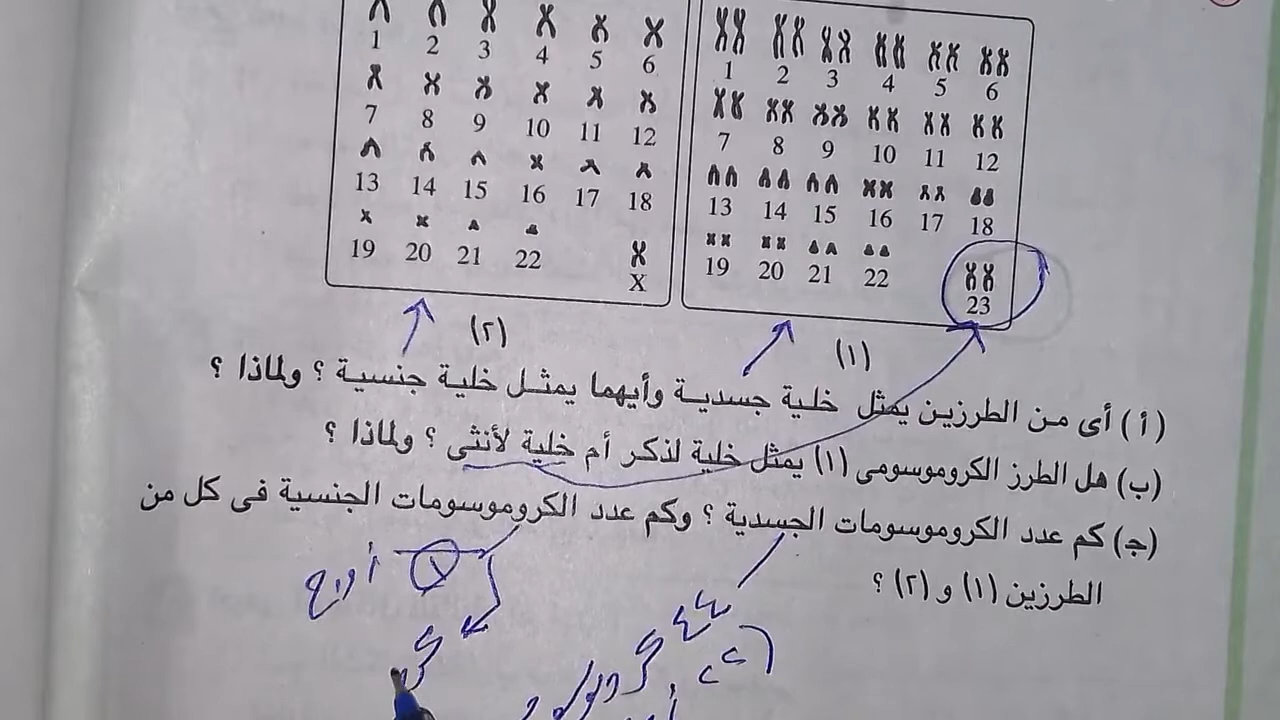 1 2 3 4 5 6
7 8 9 10 11 12
13 14 15 16 17 18
19 20 21 22 X
(٢)
1 2 3 4 5 6
7 8 9 10 11 12
13 14 15 16 17 18
19 20 21 22 23
(١)
(أ) أى من الطرزين يمثل خلية جسدية وأيهما يمثل خلية جنسية ؟ ولماذا ؟
(ب) هل الطرز الكروموسومى (١) يمثل خلية لذكر أم خلية لأنثى ؟ ولماذا ؟
(جـ) كم عدد الكروموسومات الجسدية ؟ وكم عدد الكروموسومات الجنسية فى كل من
الطرزين (١) و (٢) ؟
٤٤